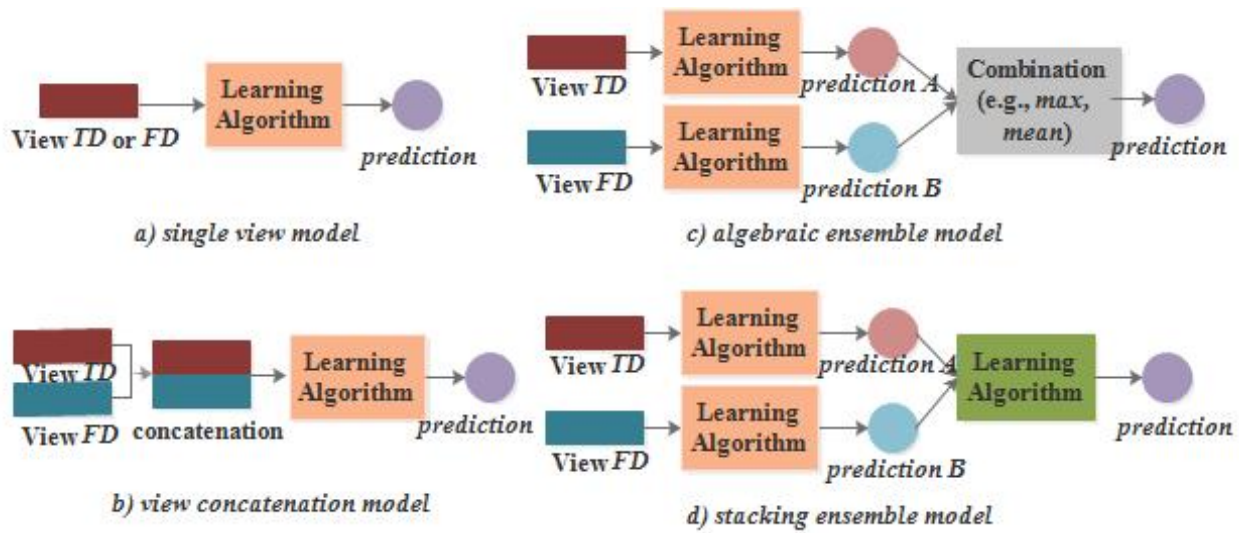 Learning
Algorithm
View TD or FD
prediction
a) single view model
View TD
View FD
concatenation
Learning
Algorithm
prediction
b) view concatenation model
Learning
Algorithm
View TD
prediction A
Learning
Algorithm
View FD
prediction B
Combination
(e.g., max,
mean)
prediction
c) algebraic ensemble model
Learning
Algorithm
View TD
prediction A
Learning
Algorithm
View FD
prediction B
Learning
Algorithm
prediction
d) stacking ensemble model